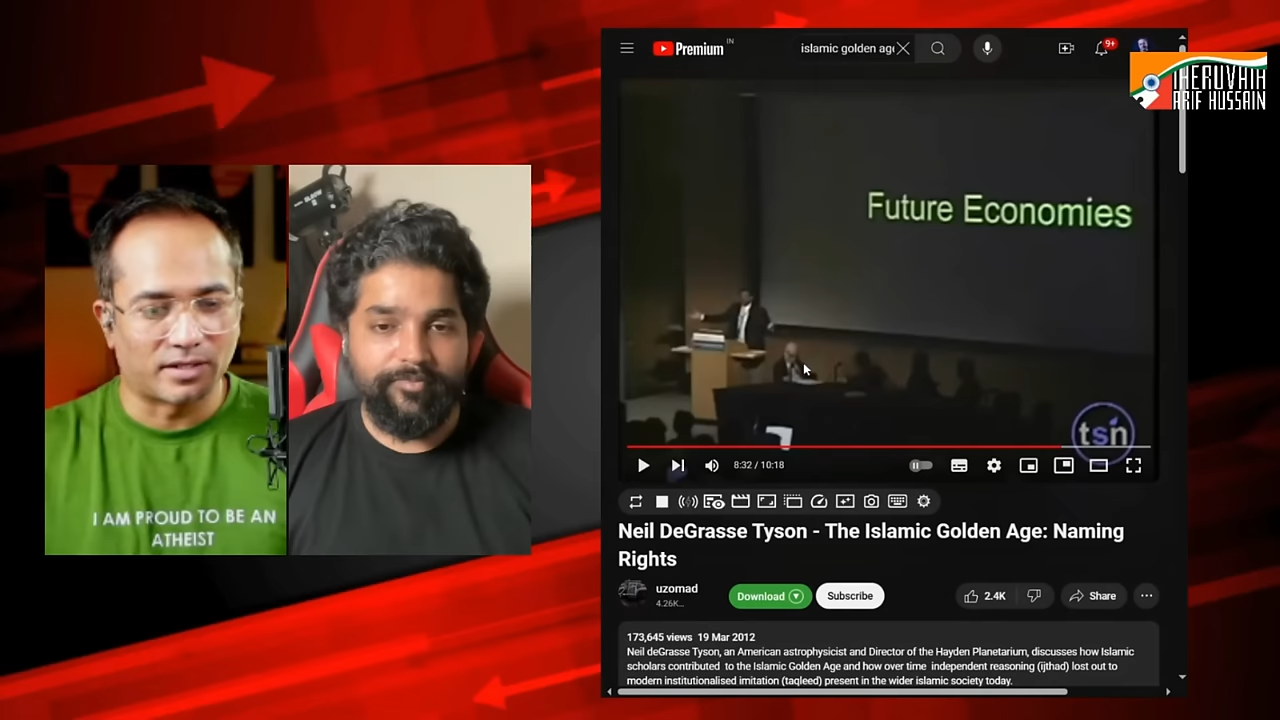 Premium
IN
islamic golden age
9+
THERUVATH
ARIF HUSSAIN
Future Economies
tsn
8:32 / 10:18
I AM PROUD TO BE AN
ATHEIST
Neil DeGrasse Tyson - The Islamic Golden Age: Naming
Rights
uzomad
4.26K...
Download
Subscribe
2.4K
Share
173,645 views 19 Mar 2012
Neil deGrasse Tyson, an American astrophysicist and Director of the Hayden Planetarium, discusses how Islamic
scholars contributed to the Islamic Golden Age and how over time independent reasoning (ijthad) lost out to
modern institutionalised imitation (taqleed) present in the wider islamic society today.